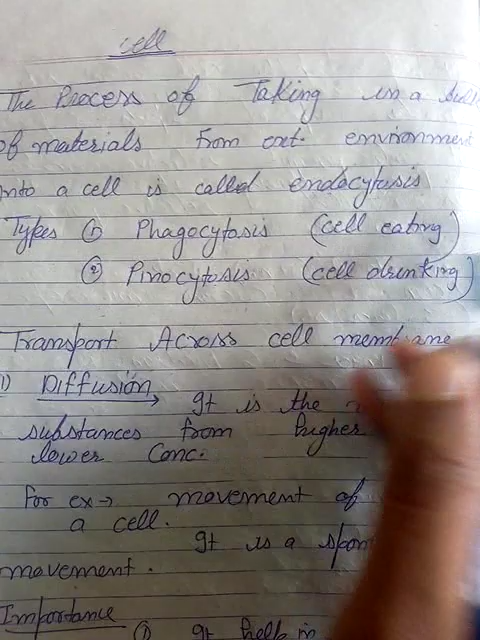 cell
The Process of Taking in a bulk
of materials from ext. environment
into a cell is called endocytosis
Types ① Phagocytosis (cell eating)
② Pinocytosis (cell drinking)
Transport Across cell membrane
1) Diffusion
It is the
substances from higher
lower Conc.
For ex → movement of
a cell.
It is a spon
movement.
Importance
① It help in